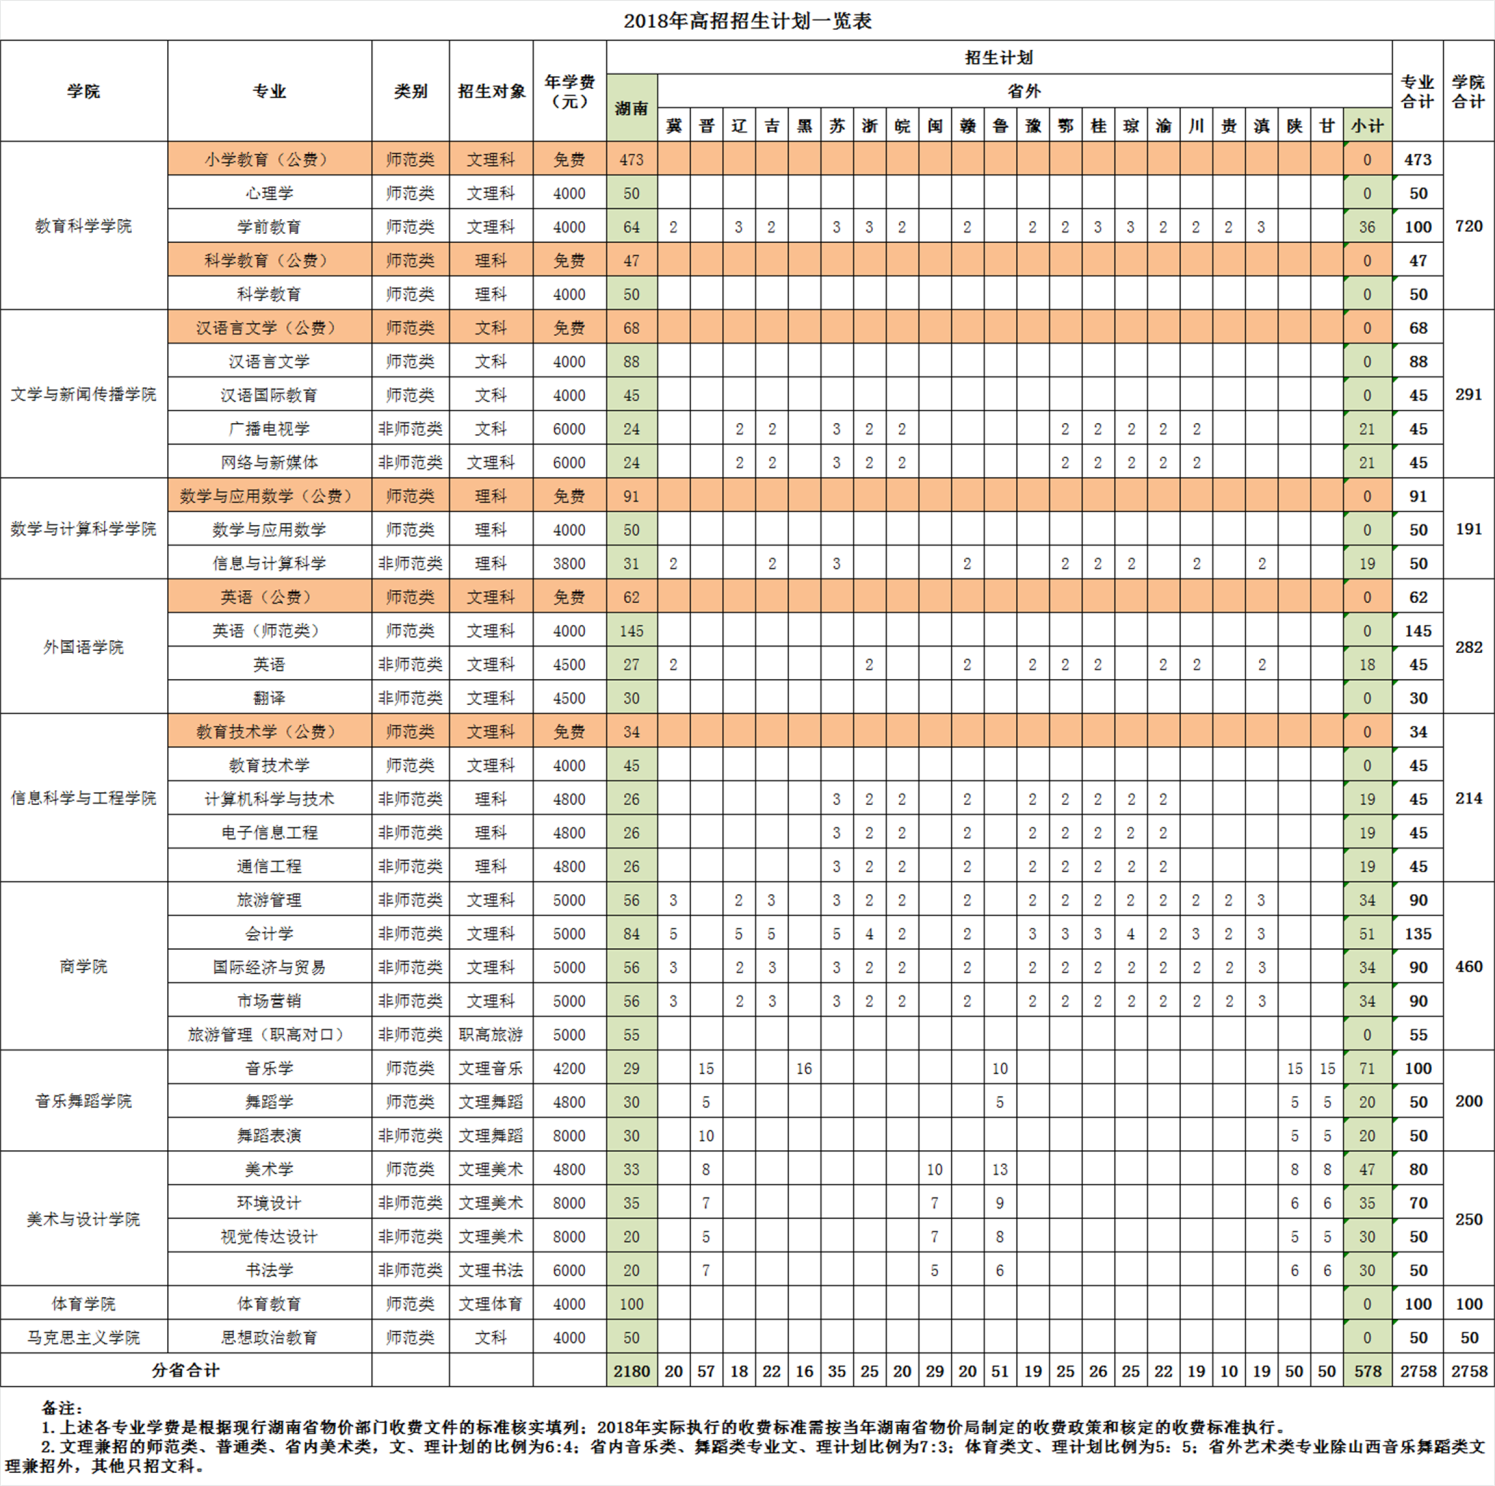 2018年高招招生计划一览表
学院 专业 类别 招生对象 年学费（元） 招生计划 专业合计 学院合计
湖南 省外
冀 晋 辽 吉 黑 苏 浙 皖 闽 赣 鲁 豫 鄂 桂 琼 渝 川 贵 滇 陕 甘 小计
教育科学学院 小学教育（公费） 师范类 文理科 免费 473 0 473 720
心理学 师范类 文理科 4000 50 0 50
学前教育 师范类 文理科 4000 64 2 3 2 3 3 2 2 2 2 3 3 2 2 2 3 36 100
科学教育（公费） 师范类 理科 免费 47 0 47
科学教育 师范类 理科 4000 50 0 50
文学与新闻传播学院 汉语言文学（公费） 师范类 文科 免费 68 0 68 291
汉语言文学 师范类 文科 4000 88 0 88
汉语国际教育 师范类 文科 4000 45 0 45
广播电视学 非师范类 文科 6000 24 2 2 3 2 2 2 2 2 2 2 21 45
网络与新媒体 非师范类 文理科 6000 24 2 2 3 2 2 2 2 2 2 2 21 45
数学与计算科学学院 数学与应用数学（公费） 师范类 理科 免费 91 0 91 191
数学与应用数学 师范类 理科 4000 50 0 50
信息与计算科学 非师范类 理科 3800 31 2 2 3 2 2 2 2 2 2 19 50
外国语学院 英语（公费） 师范类 文理科 免费 62 0 62 282
英语（师范类） 师范类 文理科 4000 145 0 145
英语 非师范类 文理科 4500 27 2 2 2 2 2 2 2 2 2 18 45
翻译 非师范类 文理科 4500 30 0 30
信息科学与工程学院 教育技术学（公费） 师范类 文理科 免费 34 0 34 214
教育技术学 师范类 文理科 4000 45 0 45
计算机科学与技术 非师范类 理科 4800 26 3 2 2 2 2 2 2 2 2 19 45
电子信息工程 非师范类 理科 4800 26 3 2 2 2 2 2 2 2 2 19 45
通信工程 非师范类 理科 4800 26 3 2 2 2 2 2 2 2 2 19 45
商学院 旅游管理 非师范类 文理科 5000 56 3 2 3 3 2 2 2 2 2 2 2 2 2 2 3 34 90 460
会计学 非师范类 文理科 5000 84 5 5 5 5 4 2 2 3 3 3 4 2 3 2 3 51 135
国际经济与贸易 非师范类 文理科 5000 56 3 2 3 3 2 2 2 2 2 2 2 2 2 2 3 34 90
市场营销 非师范类 文理科 5000 56 3 2 3 3 2 2 2 2 2 2 2 2 2 2 3 34 90
旅游管理（职高对口） 非师范类 职高旅游 5000 55 0 55
音乐舞蹈学院 音乐学 师范类 文理音乐 4200 29 15 16 10 15 15 71 100 200
舞蹈学 师范类 文理舞蹈 4800 30 5 5 5 5 20 50
舞蹈表演 非师范类 文理舞蹈 8000 30 10 5 5 20 50
美术与设计学院 美术学 师范类 文理美术 4800 33 8 10 13 8 8 47 80 250
环境设计 非师范类 文理美术 8000 35 7 7 9 6 6 35 70
视觉传达设计 非师范类 文理美术 8000 20 5 7 8 5 5 30 50
书法学 非师范类 文理书法 6000 20 7 5 6 6 6 30 50
体育学院 体育教育 师范类 文理体育 4000 100 0 100 100
马克思主义学院 思想政治教育 师范类 文科 4000 50 0 50 50
分省合计 2180 20 57 18 22 16 35 25 20 29 20 51 19 25 26 25 22 19 10 19 50 50 578 2758 2758
备注：
1.上述各专业学费是根据现行湖南省物价部门收费文件的标准核实填列；2018年实际执行的收费标准需按当年湖南省物价局制定的收费政策和核定的收费标准执行。
2.文理兼招的师范类、普通类、省内美术类，文、理计划的比例为6:4；省内音乐类、舞蹈类专业文、理计划比例为7:3；体育类文、理计划比例为5：5；省外艺术类专业除山西音乐舞蹈类文
理兼招外，其他只招文科。